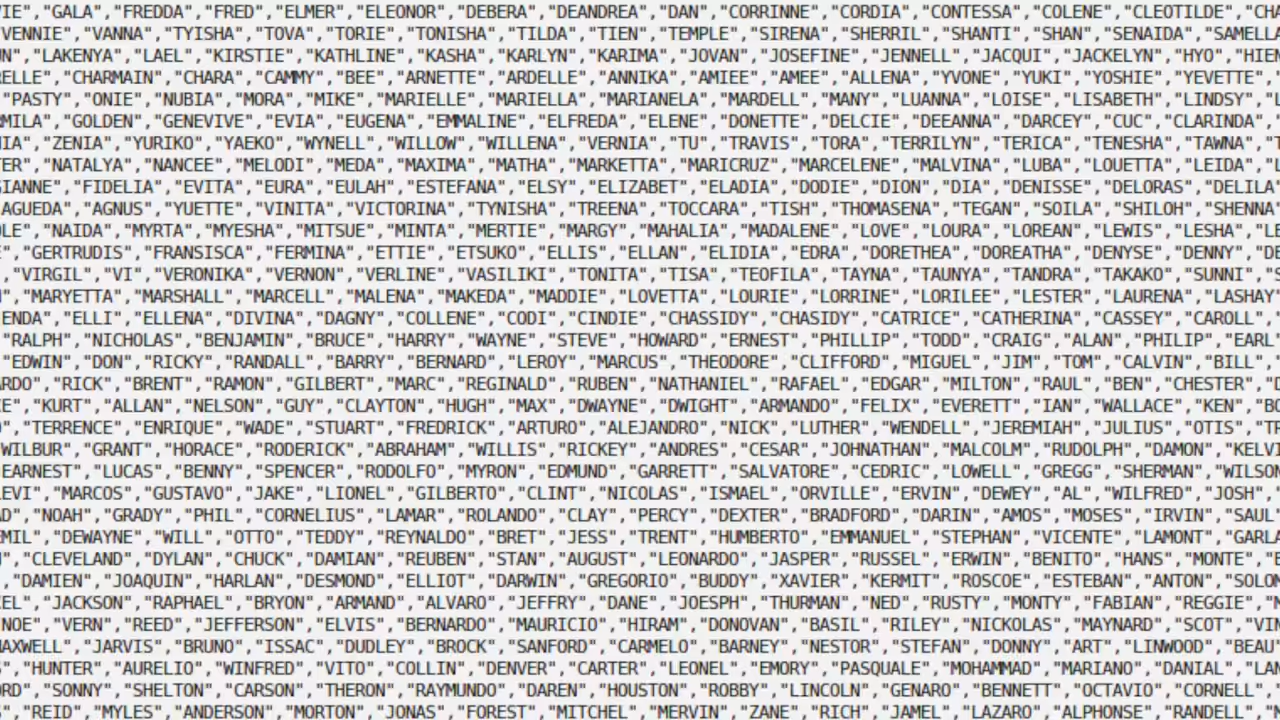 IE","GALA","FREDDA","FRED","ELMER","ELEONOR","DEBERA","DEANDREA","DAN","CORRINNE","CORDIA","CONTESSA","COLENE","CLEOTILDE","CHA
"VENNIE","VANNA","TYISHA","TOVA","TORIE","TONISHA","TILDA","TIEN","TEMPLE","SIRENA","SHERRIL","SHANTI","SHAN","SENAIDA","SAMELLA
N","LAKENYA","LAEL","KIRSTIE","KATHLINE","KASHA","KARLYN","KARIMA","JOVAN","JOSEFINE","JENNELL","JACQUI","JACKELYN","HYO","HIEN
ELLE","CHARMAIN","CHARA","CAMMY","BEE","ARNETTE","ARDELLE","ANNIKA","AMIEE","AMEE","ALLENA","YVONE","YUKI","YOSHIE","YEVETTE","
"PASTY","ONIE","NUBIA","MORA","MIKE","MARIELLE","MARIELLA","MARIANELA","MARDELL","MANY","LUANNA","LOISE","LISABETH","LINDSY","L
MILA","GOLDEN","GENEVIVE","EVIA","EUGENA","EMMALINE","ELFREDA","ELENE","DONETTE","DELCIE","DEEANNA","DARCEY","CUC","CLARINDA","
IA","ZENIA","YURIKO","YAEKO","WYNELL","WILLOW","WILLENA","VERNIA","TU","TRAVIS","TORA","TERRILYN","TERICA","TENESHA","TAWNA","T
ER","NATALYA","NANCEE","MELODI","MEDA","MAXIMA","MATHA","MARKETTA","MARICRUZ","MARCELENE","MALVINA","LUBA","LOUETTA","LEIDA","L
IANNE","FIDELIA","EVITA","EURA","EULAH","ESTEFANA","ELSY","ELIZABET","ELADIA","DODIE","DION","DIA","DENISSE","DELORAS","DELILA"
AGUEDA","AGNUS","YUETTE","VINITA","VICTORINA","TYNISHA","TREENA","TOCCARA","TISH","THOMASENA","TEGAN","SOILA","SHILOH","SHENNA
LE","NAIDA","MYRTA","MYESHA","MITSUE","MINTA","MERTIE","MARGY","MAHALIA","MADALENE","LOVE","LOURA","LOREAN","LEWIS","LESHA","LE
","GERTRUDIS","FRANSISCA","FERMINA","ETTIE","ETSUKO","ELLIS","ELLAN","ELIDIA","EDRA","DORETHEA","DOREATHA","DENYSE","DENNY","DE
,"VIRGIL","VI","VERONIKA","VERNON","VERLINE","VASILIKI","TONITA","TISA","TEOFILA","TAYNA","TAUNYA","TANDRA","TAKAKO","SUNNI","S
","MARYETTA","MARSHALL","MARCELL","MALENA","MAKEDA","MADDIE","LOVETTA","LOURIE","LORRINE","LORILEE","LESTER","LAURENA","LASHAY"
ENDA","ELLI","ELLENA","DIVINA","DAGNY","COLLENE","CODI","CINDIE","CHASSIDY","CHASIDY","CATRICE","CATHERINA","CASSEY","CAROLL","
"RALPH","NICHOLAS","BENJAMIN","BRUCE","HARRY","WAYNE","STEVE","HOWARD","ERNEST","PHILLIP","TODD","CRAIG","ALAN","PHILIP","EARL"
"EDWIN","DON","RICKY","RANDALL","BARRY","BERNARD","LEROY","MARCUS","THEODORE","CLIFFORD","MIGUEL","JIM","TOM","CALVIN","BILL",
RDO","RICK","BRENT","RAMON","GILBERT","MARC","REGINALD","RUBEN","NATHANIEL","RAFAEL","EDGAR","MILTON","RAUL","BEN","CHESTER","D
E","KURT","ALLAN","NELSON","GUY","CLAYTON","HUGH","MAX","DWAYNE","DWIGHT","ARMANDO","FELIX","EVERETT","IAN","WALLACE","KEN","BO
","TERRENCE","ENRIQUE","WADE","STUART","FREDRICK","ARTURO","ALEJANDRO","NICK","LUTHER","WENDELL","JEREMIAH","JULIUS","OTIS","TR
WILBUR","GRANT","HORACE","RODERICK","ABRAHAM","WILLIS","RICKEY","ANDRES","CESAR","JOHNATHAN","MALCOLM","RUDOLPH","DAMON","KELVI
EARNEST","LUCAS","BENNY","SPENCER","RODOLFO","MYRON","EDMUND","GARRETT","SALVATORE","CEDRIC","LOWELL","GREGG","SHERMAN","WILSON
EVI","MARCOS","GUSTAVO","JAKE","LIONEL","GILBERTO","CLINT","NICOLAS","ISMAEL","ORVILLE","ERVIN","DEWEY","AL","WILFRED","JOSH","
D","NOAH","GRADY","PHIL","CORNELIUS","LAMAR","ROLANDO","CLAY","PERCY","DEXTER","BRADFORD","DARIN","AMOS","MOSES","IRVIN","SAUL"
MIL","DEWAYNE","WILL","OTTO","TEDDY","REYNALDO","BRET","JESS","TRENT","HUMBERTO","EMMANUEL","STEPHAN","VICENTE","LAMONT","GARLA
","CLEVELAND","DYLAN","CHUCK","DAMIAN","REUBEN","STAN","AUGUST","LEONARDO","JASPER","RUSSEL","ERWIN","BENITO","HANS","MONTE","E
,"DAMIEN","JOAQUIN","HARLAN","DESMOND","ELLIOT","DARWIN","GREGORIO","BUDDY","XAVIER","KERMIT","ROSCOE","ESTEBAN","ANTON","SOLOM
EL","JACKSON","RAPHAEL","BRYON","ARMAND","ALVARO","JEFFRY","DANE","JOESPH","THURMAN","NED","RUSTY","MONTY","FABIAN","REGGIE","M
NOE","VERN","REED","JEFFERSON","ELVIS","BERNARDO","MAURICIO","HIRAM","DONOVAN","BASIL","RILEY","NICKOLAS","MAYNARD","SCOT","VIN
AXWELL","JARVIS","BRUNO","ISSAC","DUDLEY","BROCK","SANFORD","CARMELO","BARNEY","NESTOR","STEFAN","DONNY","ART","LINWOOD","BEAU"
","HUNTER","AURELIO","WINFRED","VITO","COLLIN","DENVER","CARTER","LEONEL","EMORY","PASQUALE","MOHAMMAD","MARIANO","DANIAL","LAN
RD","SONNY","SHELTON","CARSON","THERON","RAYMUNDO","DAREN","HOUSTON","ROBBY","LINCOLN","GENARO","BENNETT","OCTAVIO","CORNELL","
","REID","MYLES","ANDERSON","MORTON","JONAS","FOREST","MITCHEL","MERVIN","ZANE","RICH","JAMEL","LAZARO","ALPHONSE","RANDELL","M